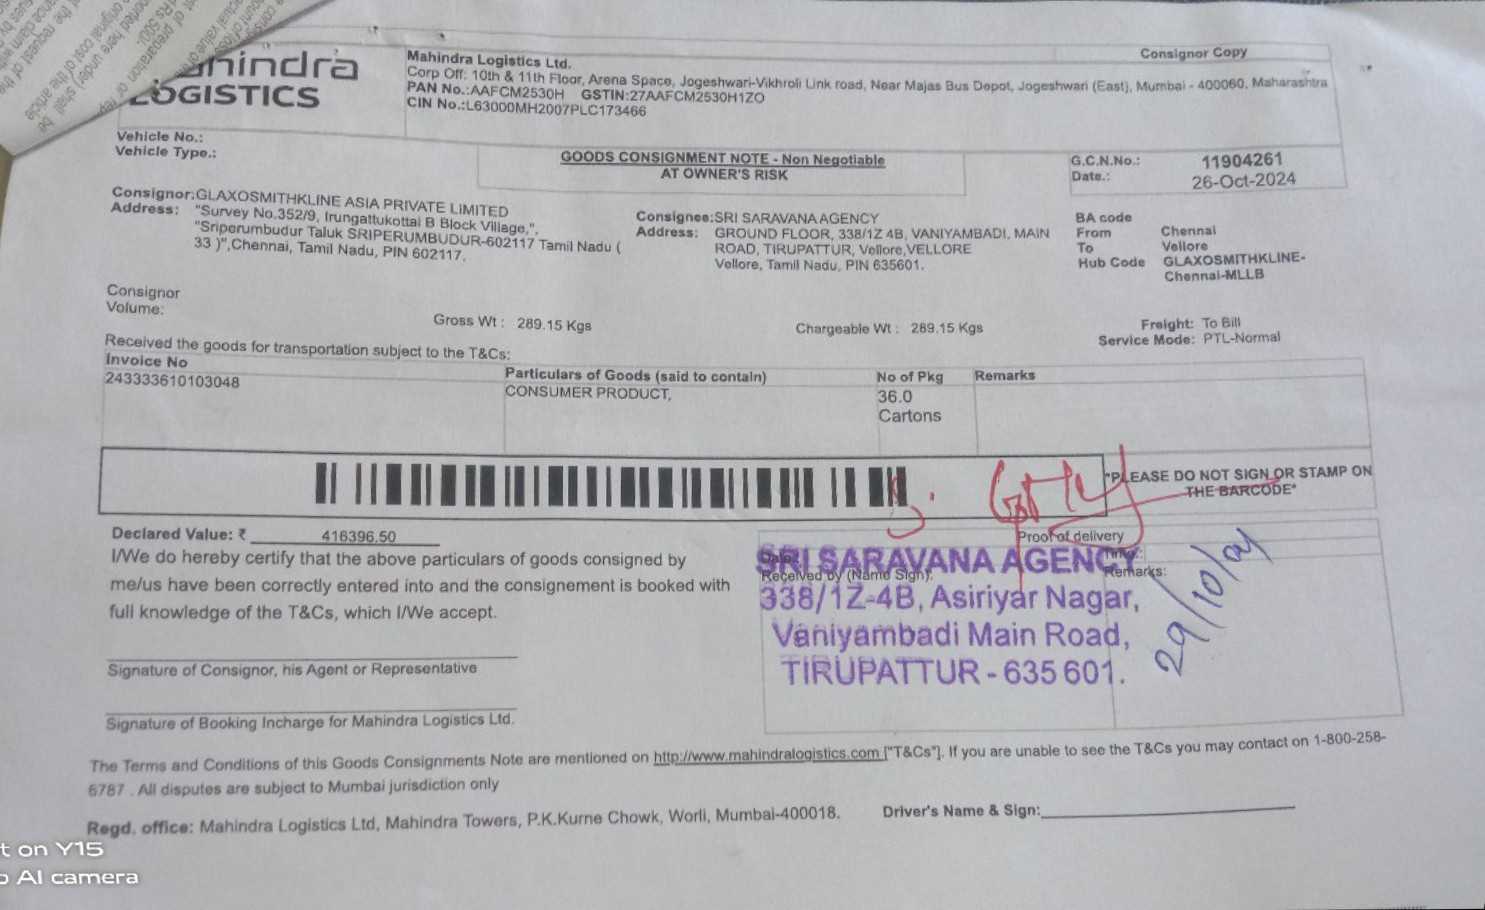 Mahindra Logistics Ltd.
Consignor Copy
LOGISTICS
Corp Off: 10th & 11th Floor, Arena Space, Jogeshwari-Vikhroli Link road, Near Majas Bus Depot, Jogeshwari (East), Mumbai - 400060, Maharashtra
PAN No.:AAFCM2530H GSTIN:27AAFCM2530H1ZO
CIN No.:L63000MH2007PLC173466
Vehicle No.:
Vehicle Type.:
GOODS CONSIGNMENT NOTE - Non Negotiable
AT OWNER'S RISK
G.C.N.No.: 11904261
Date.: 26-Oct-2024
Consignor:GLAXOSMITHKLINE ASIA PRIVATE LIMITED
Address: "Survey No.352/9, Irungattukottai B Block Village,",
"Sriperumbudur Taluk SRIPERUMBUDUR-602117 Tamil Nadu (
33 )",Chennai, Tamil Nadu, PIN 602117.
Consignee:SRI SARAVANA AGENCY
Address: GROUND FLOOR, 338/1Z 4B, VANIYAMBADI, MAIN
ROAD, TIRUPATTUR, Vellore,VELLORE
Vellore, Tamil Nadu, PIN 635601.
BA code
From Chennai
To Vellore
Hub Code GLAXOSMITHKLINE-
Chennai-MLLB
Consignor
Volume:
Gross Wt : 289.15 Kgs
Chargeable Wt : 289.15 Kgs
Freight: To Bill
Service Mode: PTL-Normal
Received the goods for transportation subject to the T&Cs:
Invoice No
Particulars of Goods (said to contain)
No of Pkg
Remarks
243333610103048
CONSUMER PRODUCT,
36.0
Cartons
*PLEASE DO NOT SIGN OR STAMP ON
THE BARCODE*
Declared Value: ₹ 416396.50
I/We do hereby certify that the above particulars of goods consigned by
me/us have been correctly entered into and the consignement is booked with
full knowledge of the T&Cs, which I/We accept.
Proof of delivery
Received by (Name Sign):
Remarks:
SRI SARAVANA AGENCY
338/1Z-4B, Asiriyar Nagar,
Vaniyambadi Main Road,
TIRUPATTUR - 635 601.
Signature of Consignor, his Agent or Representative
Signature of Booking Incharge for Mahindra Logistics Ltd.
The Terms and Conditions of this Goods Consignments Note are mentioned on http://www.mahindralogistics.com ["T&Cs"]. If you are unable to see the T&Cs you may contact on 1-800-258-
6787 . All disputes are subject to Mumbai jurisdiction only
Regd. office: Mahindra Logistics Ltd, Mahindra Towers, P.K.Kurne Chowk, Worli, Mumbai-400018.
Driver's Name & Sign:
t on Y15
AI camera